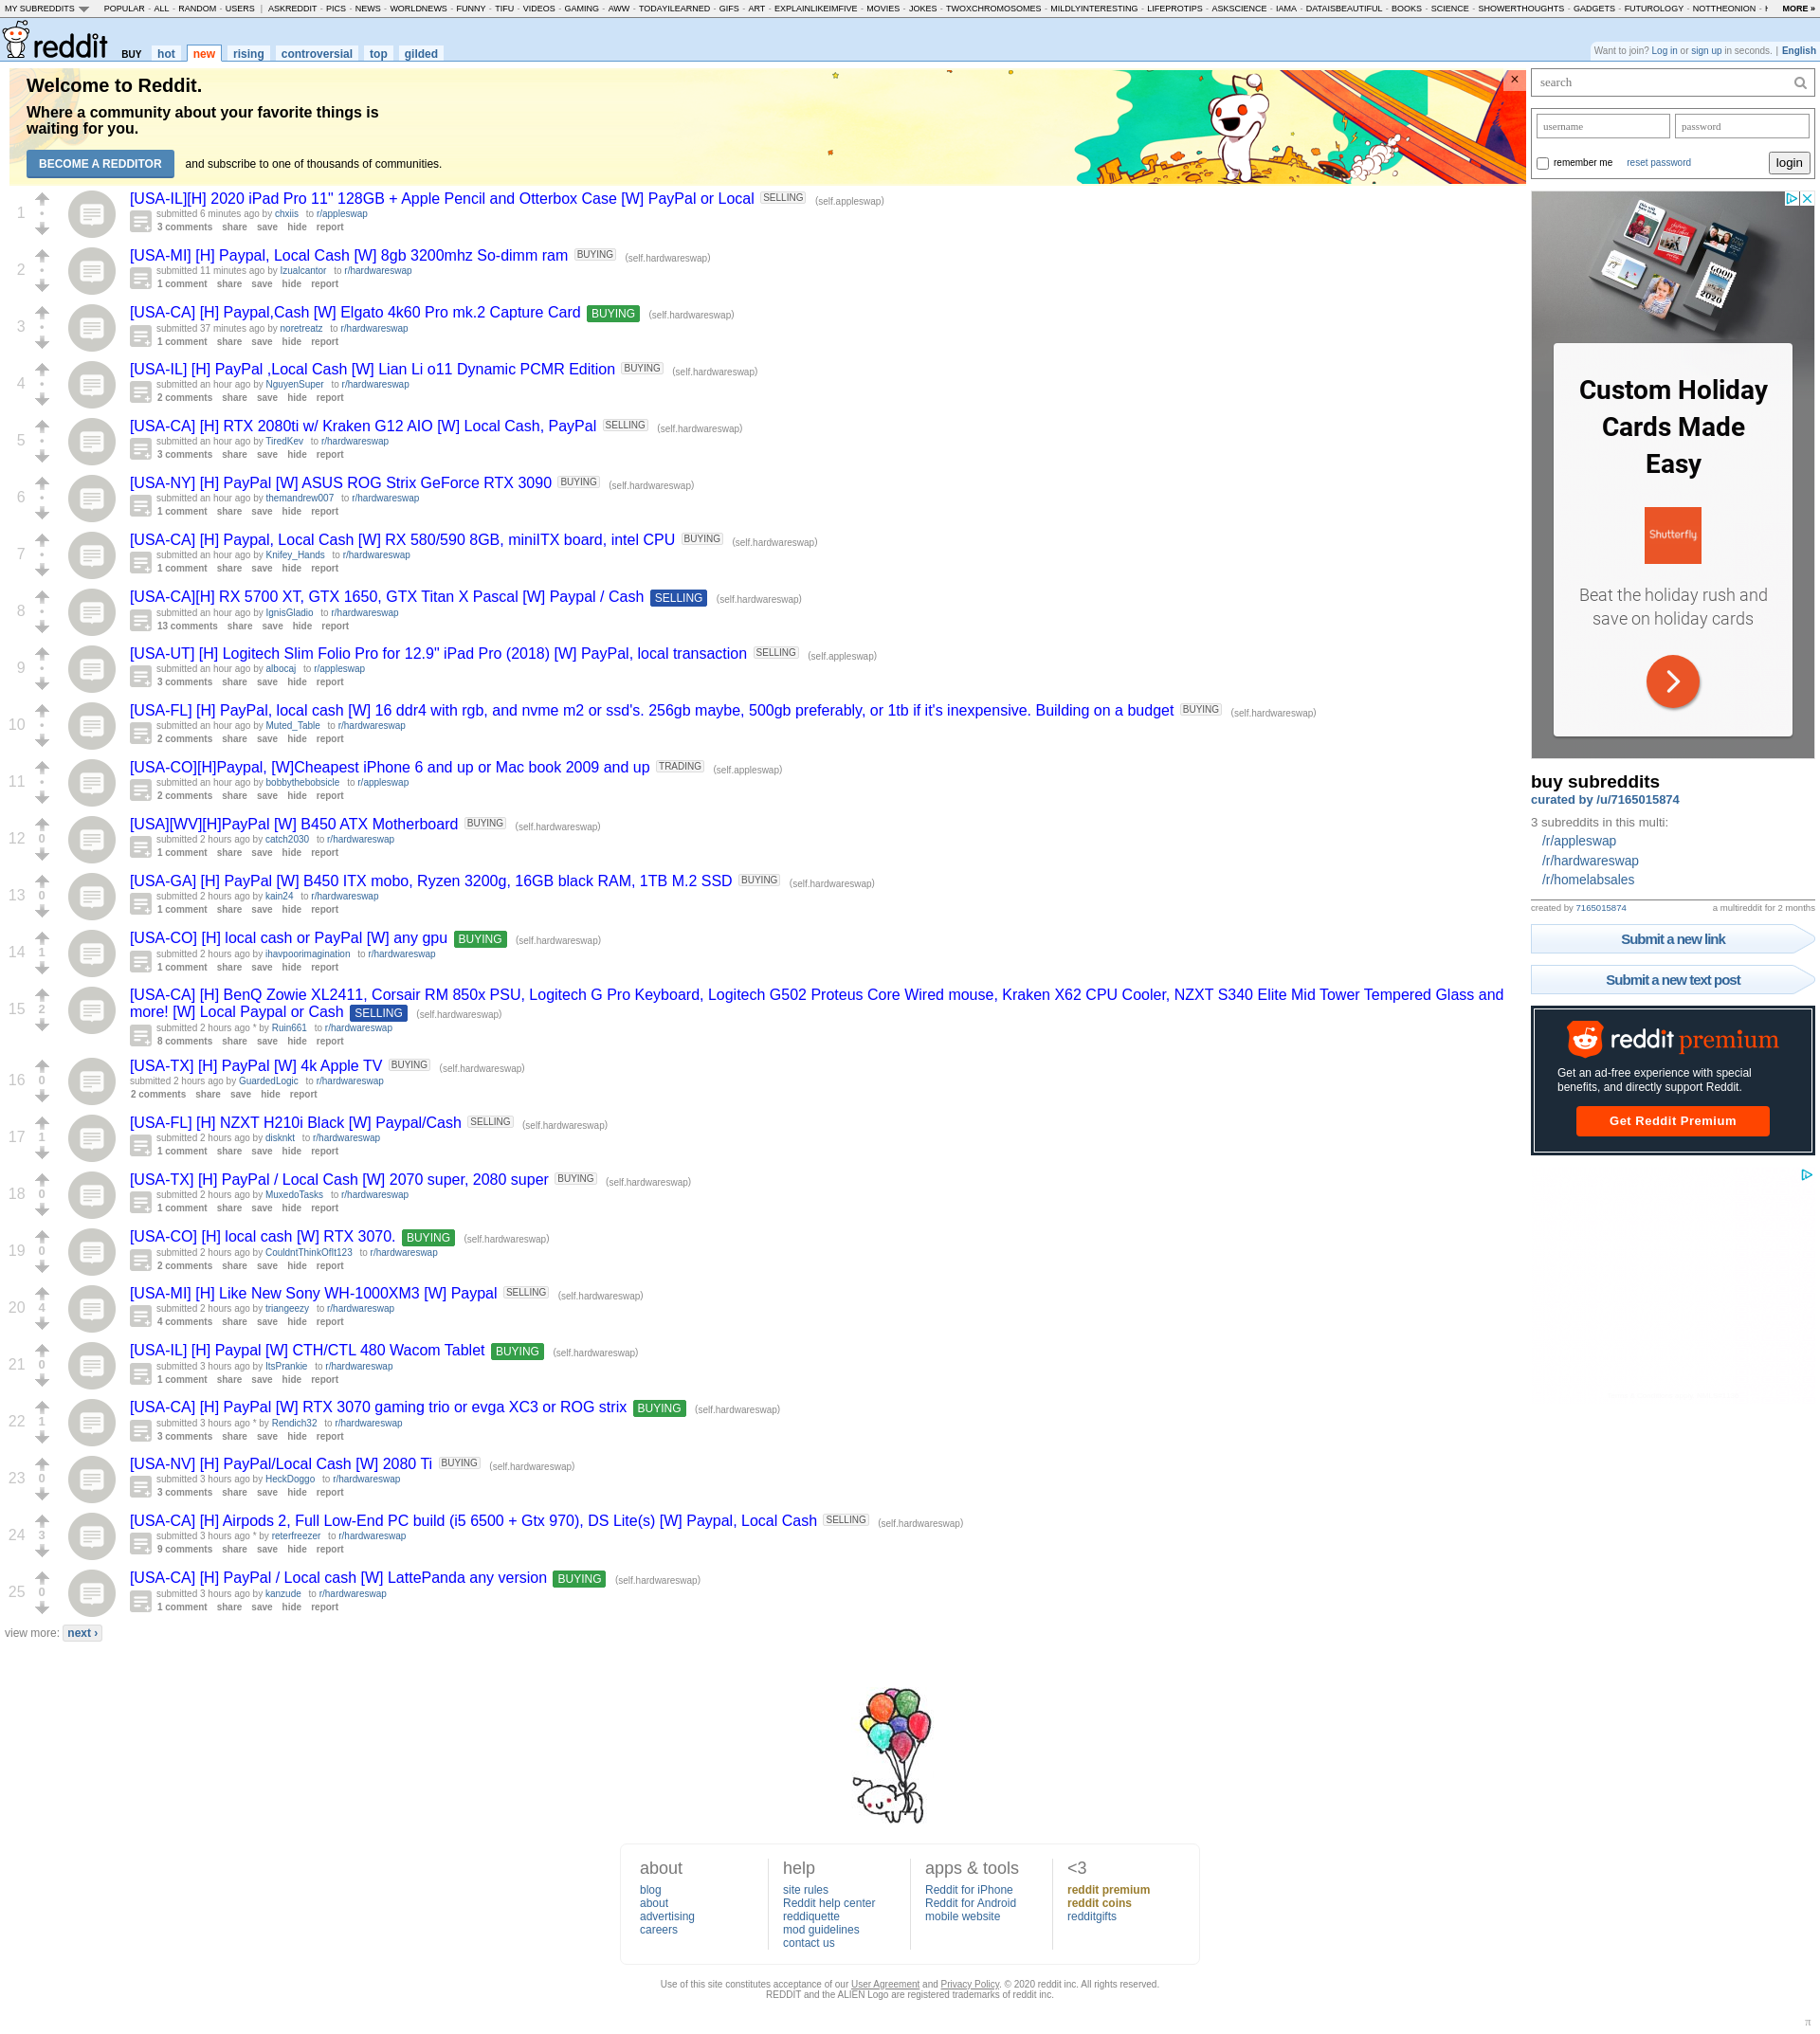 MY SUBREDDITS POPULAR - ALL - RANDOM - USERS | ASKREDDIT - PICS - NEWS - WORLDNEWS - FUNNY - TIFU - VIDEOS - GAMING - AWW - TODAYILEARNED - GIFS - ART - EXPLAINLIKEIMFIVE - MOVIES - JOKES - TWOXCHROMOSOMES - MILDLYINTERESTING - LIFEPROTIPS - ASKSCIENCE - IAMA - DATAISBEAUTIFUL - BOOKS - SCIENCE - SHOWERTHOUGHTS - GADGETS - FUTUROLOGY - NOTTHEONION - MORE »
reddit BUY hot new rising controversial top gilded
Want to join? Log in or sign up in seconds. | English
Welcome to Reddit.
Where a community about your favorite things is
waiting for you.
BECOME A REDDITOR and subscribe to one of thousands of communities.
×
1
[USA-IL][H] 2020 iPad Pro 11" 128GB + Apple Pencil and Otterbox Case [W] PayPal or Local SELLING (self.appleswap)
submitted 6 minutes ago by chxiis to r/appleswap
3 comments share save hide report
2
[USA-MI] [H] Paypal, Local Cash [W] 8gb 3200mhz So-dimm ram BUYING (self.hardwareswap)
submitted 11 minutes ago by Izualcantor to r/hardwareswap
1 comment share save hide report
3
[USA-CA] [H] Paypal,Cash [W] Elgato 4k60 Pro mk.2 Capture Card BUYING (self.hardwareswap)
submitted 37 minutes ago by noretreatz to r/hardwareswap
1 comment share save hide report
4
[USA-IL] [H] PayPal ,Local Cash [W] Lian Li o11 Dynamic PCMR Edition BUYING (self.hardwareswap)
submitted an hour ago by NguyenSuper to r/hardwareswap
2 comments share save hide report
5
[USA-CA] [H] RTX 2080ti w/ Kraken G12 AIO [W] Local Cash, PayPal SELLING (self.hardwareswap)
submitted an hour ago by TiredKev to r/hardwareswap
3 comments share save hide report
6
[USA-NY] [H] PayPal [W] ASUS ROG Strix GeForce RTX 3090 BUYING (self.hardwareswap)
submitted an hour ago by themandrew007 to r/hardwareswap
1 comment share save hide report
7
[USA-CA] [H] Paypal, Local Cash [W] RX 580/590 8GB, miniITX board, intel CPU BUYING (self.hardwareswap)
submitted an hour ago by Knifey_Hands to r/hardwareswap
1 comment share save hide report
8
[USA-CA][H] RX 5700 XT, GTX 1650, GTX Titan X Pascal [W] Paypal / Cash SELLING (self.hardwareswap)
submitted an hour ago by IgnisGladio to r/hardwareswap
13 comments share save hide report
9
[USA-UT] [H] Logitech Slim Folio Pro for 12.9" iPad Pro (2018) [W] PayPal, local transaction SELLING (self.appleswap)
submitted an hour ago by albocaj to r/appleswap
3 comments share save hide report
10
[USA-FL] [H] PayPal, local cash [W] 16 ddr4 with rgb, and nvme m2 or ssd's. 256gb maybe, 500gb preferably, or 1tb if it's inexpensive. Building on a budget BUYING (self.hardwareswap)
submitted an hour ago by Muted_Table to r/hardwareswap
2 comments share save hide report
11
[USA-CO][H]Paypal, [W]Cheapest iPhone 6 and up or Mac book 2009 and up TRADING (self.appleswap)
submitted an hour ago by bobbythebobsicle to r/appleswap
2 comments share save hide report
12 0
[USA][WV][H]PayPal [W] B450 ATX Motherboard BUYING (self.hardwareswap)
submitted 2 hours ago by catch2030 to r/hardwareswap
1 comment share save hide report
13 0
[USA-GA] [H] PayPal [W] B450 ITX mobo, Ryzen 3200g, 16GB black RAM, 1TB M.2 SSD BUYING (self.hardwareswap)
submitted 2 hours ago by kain24 to r/hardwareswap
1 comment share save hide report
14 1
[USA-CO] [H] local cash or PayPal [W] any gpu BUYING (self.hardwareswap)
submitted 2 hours ago by ihavpoorimagination to r/hardwareswap
1 comment share save hide report
15 2
[USA-CA] [H] BenQ Zowie XL2411, Corsair RM 850x PSU, Logitech G Pro Keyboard, Logitech G502 Proteus Core Wired mouse, Kraken X62 CPU Cooler, NZXT S340 Elite Mid Tower Tempered Glass and
more! [W] Local Paypal or Cash SELLING (self.hardwareswap)
submitted 2 hours ago * by Ruin661 to r/hardwareswap
8 comments share save hide report
16 0
[USA-TX] [H] PayPal [W] 4k Apple TV BUYING (self.hardwareswap)
submitted 2 hours ago by GuardedLogic to r/hardwareswap
2 comments share save hide report
17 1
[USA-FL] [H] NZXT H210i Black [W] Paypal/Cash SELLING (self.hardwareswap)
submitted 2 hours ago by disknkt to r/hardwareswap
1 comment share save hide report
18 0
[USA-TX] [H] PayPal / Local Cash [W] 2070 super, 2080 super BUYING (self.hardwareswap)
submitted 2 hours ago by MuxedoTasks to r/hardwareswap
1 comment share save hide report
19 0
[USA-CO] [H] local cash [W] RTX 3070. BUYING (self.hardwareswap)
submitted 2 hours ago by CouldntThinkOfIt123 to r/hardwareswap
2 comments share save hide report
20 4
[USA-MI] [H] Like New Sony WH-1000XM3 [W] Paypal SELLING (self.hardwareswap)
submitted 2 hours ago by triangeezy to r/hardwareswap
4 comments share save hide report
21 0
[USA-IL] [H] Paypal [W] CTH/CTL 480 Wacom Tablet BUYING (self.hardwareswap)
submitted 3 hours ago by ItsPrankie to r/hardwareswap
1 comment share save hide report
22 1
[USA-CA] [H] PayPal [W] RTX 3070 gaming trio or evga XC3 or ROG strix BUYING (self.hardwareswap)
submitted 3 hours ago * by Rendich32 to r/hardwareswap
3 comments share save hide report
23 0
[USA-NV] [H] PayPal/Local Cash [W] 2080 Ti BUYING (self.hardwareswap)
submitted 3 hours ago by HeckDoggo to r/hardwareswap
3 comments share save hide report
24 3
[USA-CA] [H] Airpods 2, Full Low-End PC build (i5 6500 + Gtx 970), DS Lite(s) [W] Paypal, Local Cash SELLING (self.hardwareswap)
submitted 3 hours ago * by reterfreezer to r/hardwareswap
9 comments share save hide report
25 0
[USA-CA] [H] PayPal / Local cash [W] LattePanda any version BUYING (self.hardwareswap)
submitted 3 hours ago by kanzude to r/hardwareswap
1 comment share save hide report
view more: next ›
search
username password
remember me reset password login
GOOD
2020
Custom Holiday
Cards Made
Easy
Shutterfly
Beat the holiday rush and
save on holiday cards
buy subreddits
curated by /u/7165015874
3 subreddits in this multi:
/r/appleswap
/r/hardwareswap
/r/homelabsales
created by 7165015874 a multireddit for 2 months
Submit a new link
Submit a new text post
reddit premium
Get an ad-free experience with special
benefits, and directly support Reddit.
Get Reddit Premium
about
blog
about
advertising
careers
help
site rules
Reddit help center
reddiquette
mod guidelines
contact us
apps & tools
Reddit for iPhone
Reddit for Android
mobile website
<3
reddit premium
reddit coins
redditgifts
Use of this site constitutes acceptance of our User Agreement and Privacy Policy. © 2020 reddit inc. All rights reserved.
REDDIT and the ALIEN Logo are registered trademarks of reddit inc.
π